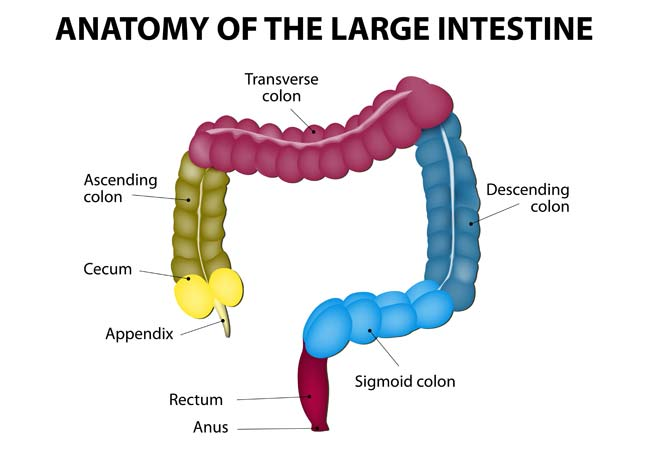 ANATOMY OF THE LARGE INTESTINE
Transverse
colon
Ascending
colon
Descending
colon
Cecum
Appendix
Sigmoid colon
Rectum
Anus